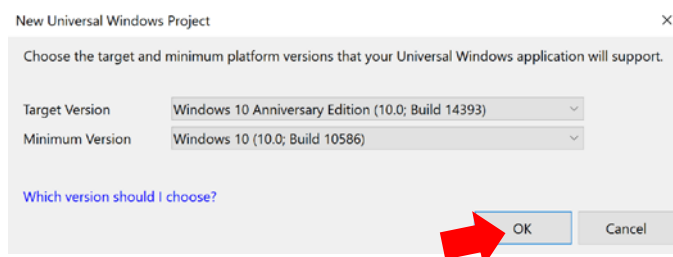 New Universal Windows Project
Choose the target and minimum platform versions that your Universal Windows application will support.
Target Version Windows 10 Anniversary Edition (10.0; Build 14393)
Minimum Version Windows 10 (10.0; Build 10586)
Which version should I choose?
OK Cancel